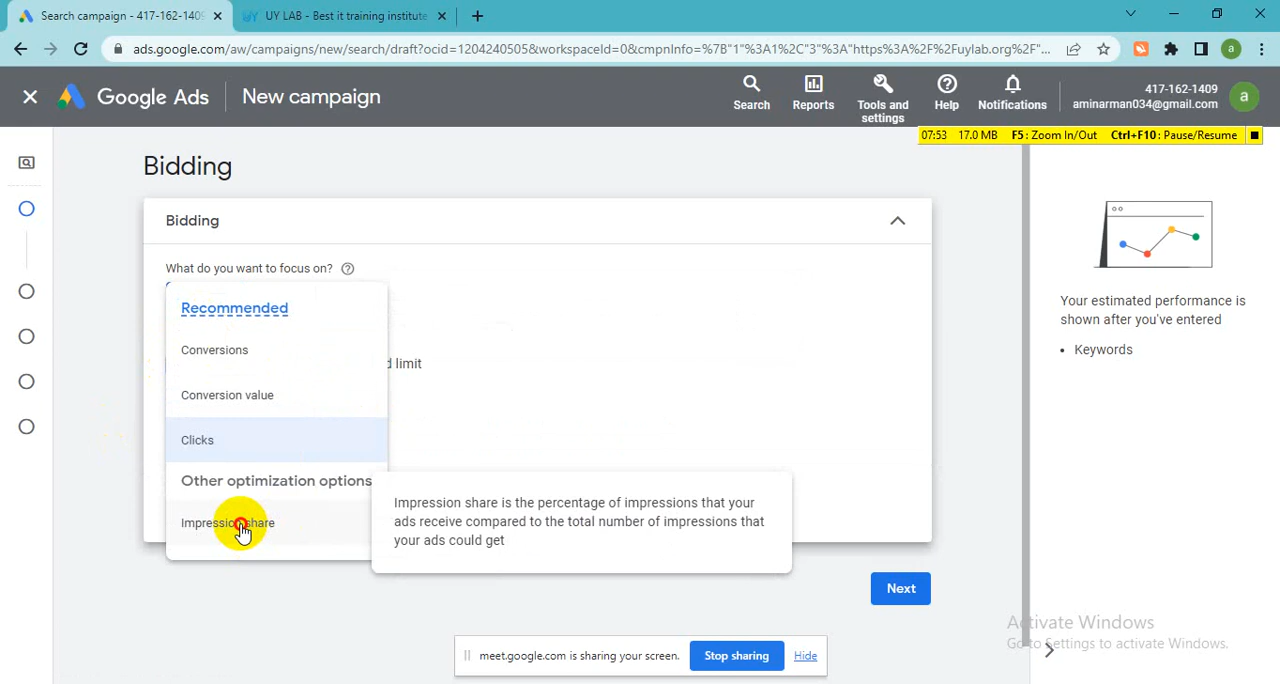 Search campaign - 417-162-1409
UY LAB - Best it training institute
ads.google.com/aw/campaigns/new/search/draft?ocid=1204240505&workspaceId=0&cmpnInfo=%7B"1"%3A1%2C"3"%3A"https%3A%2F%2Fuylab.org%2F"...
a
Google Ads
New campaign
Search
Reports
Tools and settings
Help
Notifications
417-162-1409
aminarman034@gmail.com
a
07:53 17.0 MB F5: Zoom In/Out Ctrl+F10: Pause/Resume
Bidding
Bidding
What do you want to focus on?
Recommended
Conversions
d limit
Conversion value
Clicks
Other optimization options
Impression share
Impression share is the percentage of impressions that your
ads receive compared to the total number of impressions that
your ads could get
Next
Your estimated performance is
shown after you've entered
• Keywords
Activate Windows
Go to Settings to activate Windows.
meet.google.com is sharing your screen.
Stop sharing
Hide